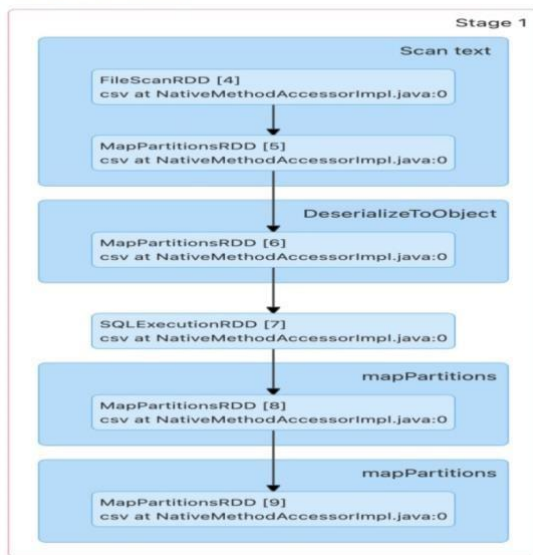 Stage 1
Scan text
FileScanRDD [4]
csv at NativeMethodAccessorImpl.java:0
MapPartitionsRDD [5]
csv at NativeMethodAccessorImpl.java:0
DeserializeToObject
MapPartitionsRDD [6]
csv at NativeMethodAccessorImpl.java:0
SQLExecutionRDD [7]
csv at NativeMethodAccessorImpl.java:0
mapPartitions
MapPartitionsRDD [8]
csv at NativeMethodAccessorImpl.java:0
mapPartitions
MapPartitionsRDD [9]
csv at NativeMethodAccessorImpl.java:0